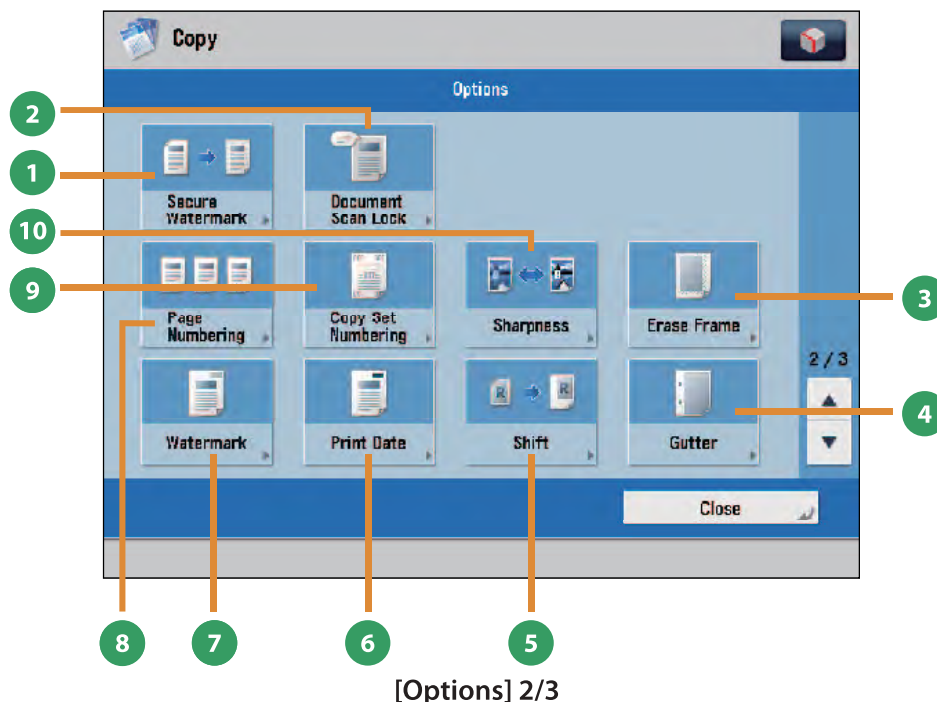 Copy
Options
2
1
10
9
8
7
6
5
3
4
Secure
Watermark
Document
Scan Lock
Page
Numbering
Copy Set
Numbering
Sharpness
Erase Frame
2 / 3
Watermark
Print Date
Shift
Gutter
Close
[Options] 2/3